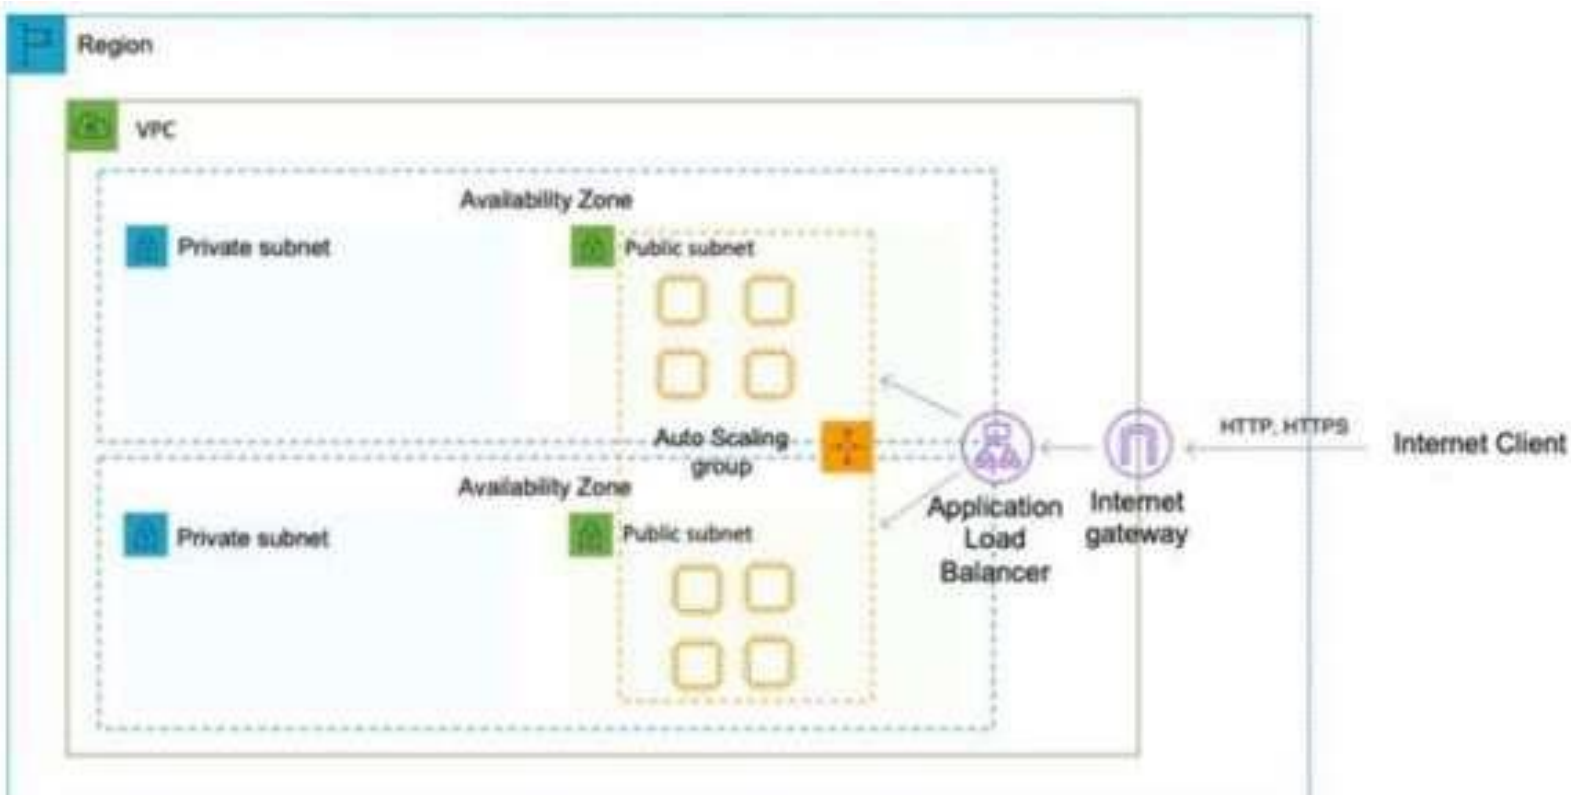 Region
VPC
Availability Zone
Private subnet
Public subnet
Auto Scaling
group
HTTP, HTTPS
Internet Client
Application
Load
Balancer
Internet
gateway
Availability Zone
Private subnet
Public subnet